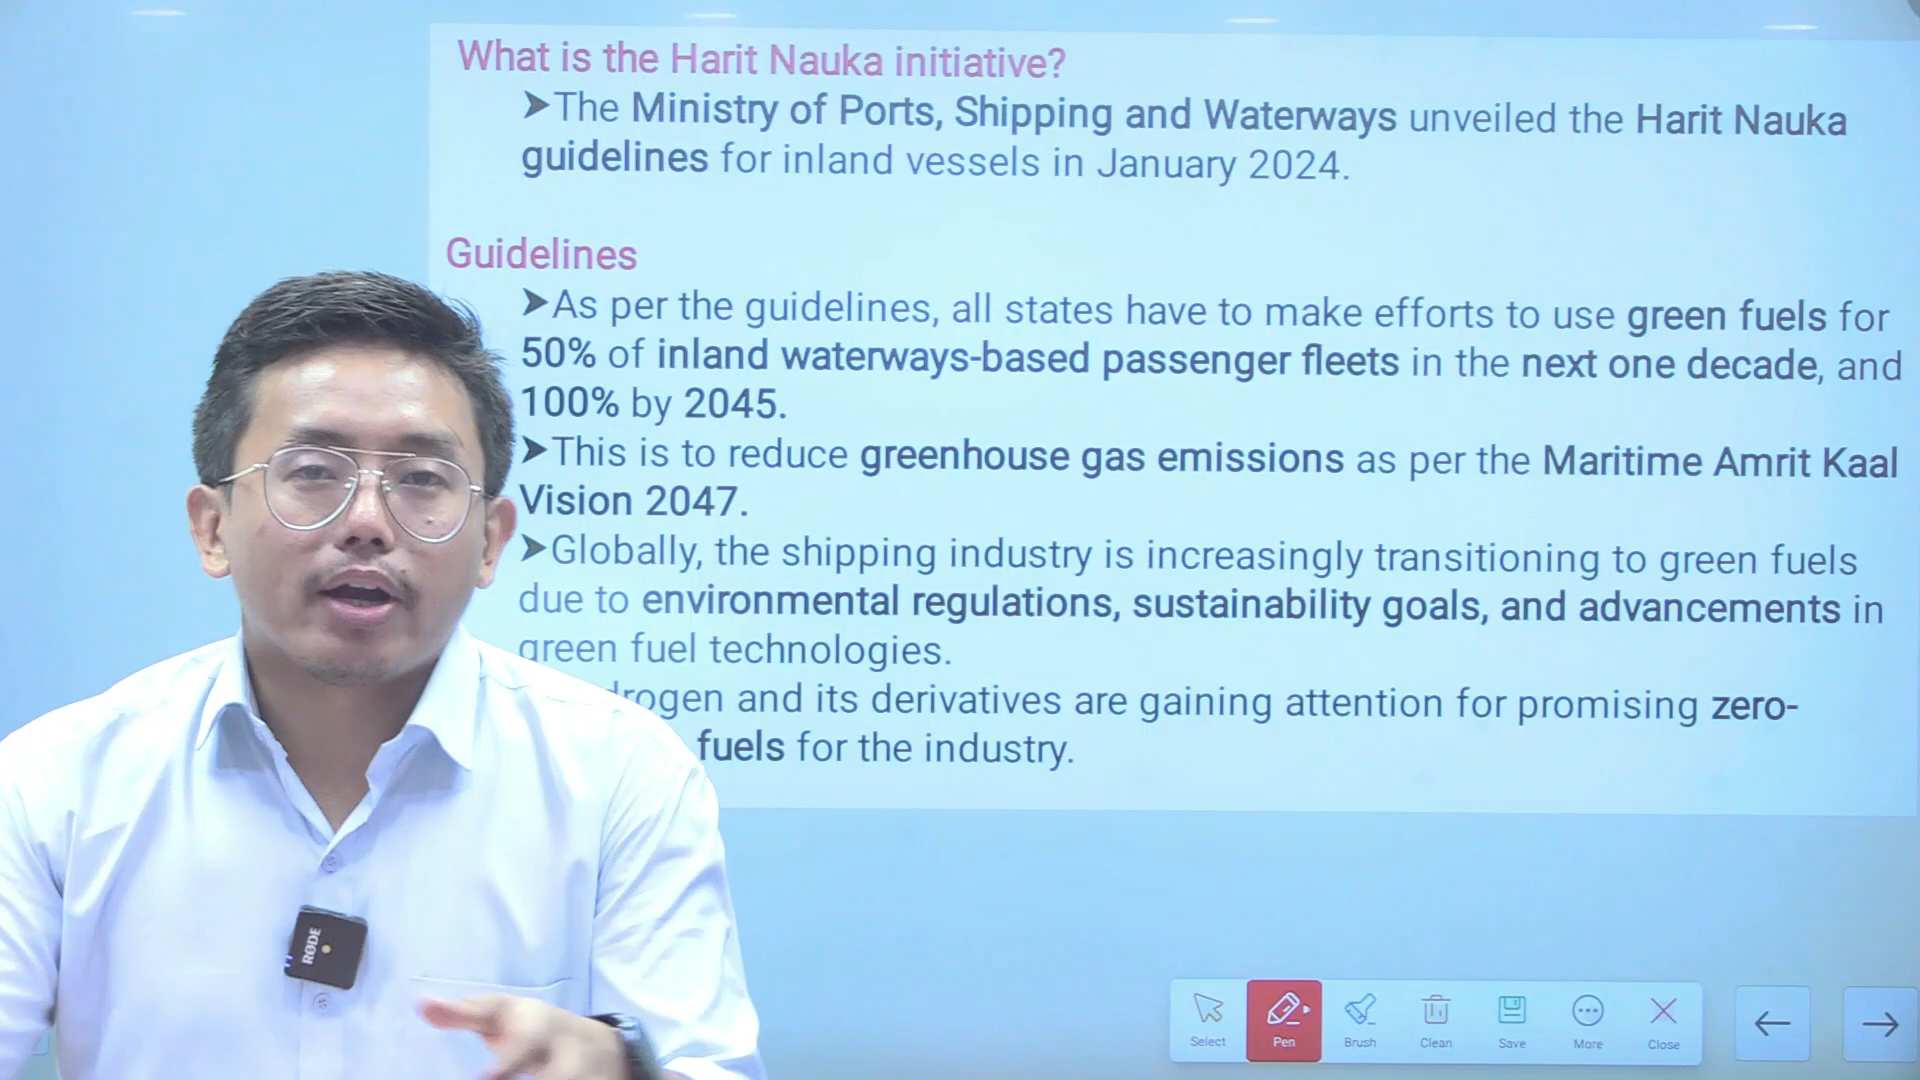 What is the Harit Nauka initiative?
➤The Ministry of Ports, Shipping and Waterways unveiled the Harit Nauka
guidelines for inland vessels in January 2024.
Guidelines
➤As per the guidelines, all states have to make efforts to use green fuels for
50% of inland waterways-based passenger fleets in the next one decade, and
100% by 2045.
➤This is to reduce greenhouse gas emissions as per the Maritime Amrit Kaal
Vision 2047.
➤Globally, the shipping industry is increasingly transitioning to green fuels
due to environmental regulations, sustainability goals, and advancements in
green fuel technologies.
and its derivatives are gaining attention for promising zero-
fuels for the industry.
RØDE
Select Pen Brush Clean Save More Close